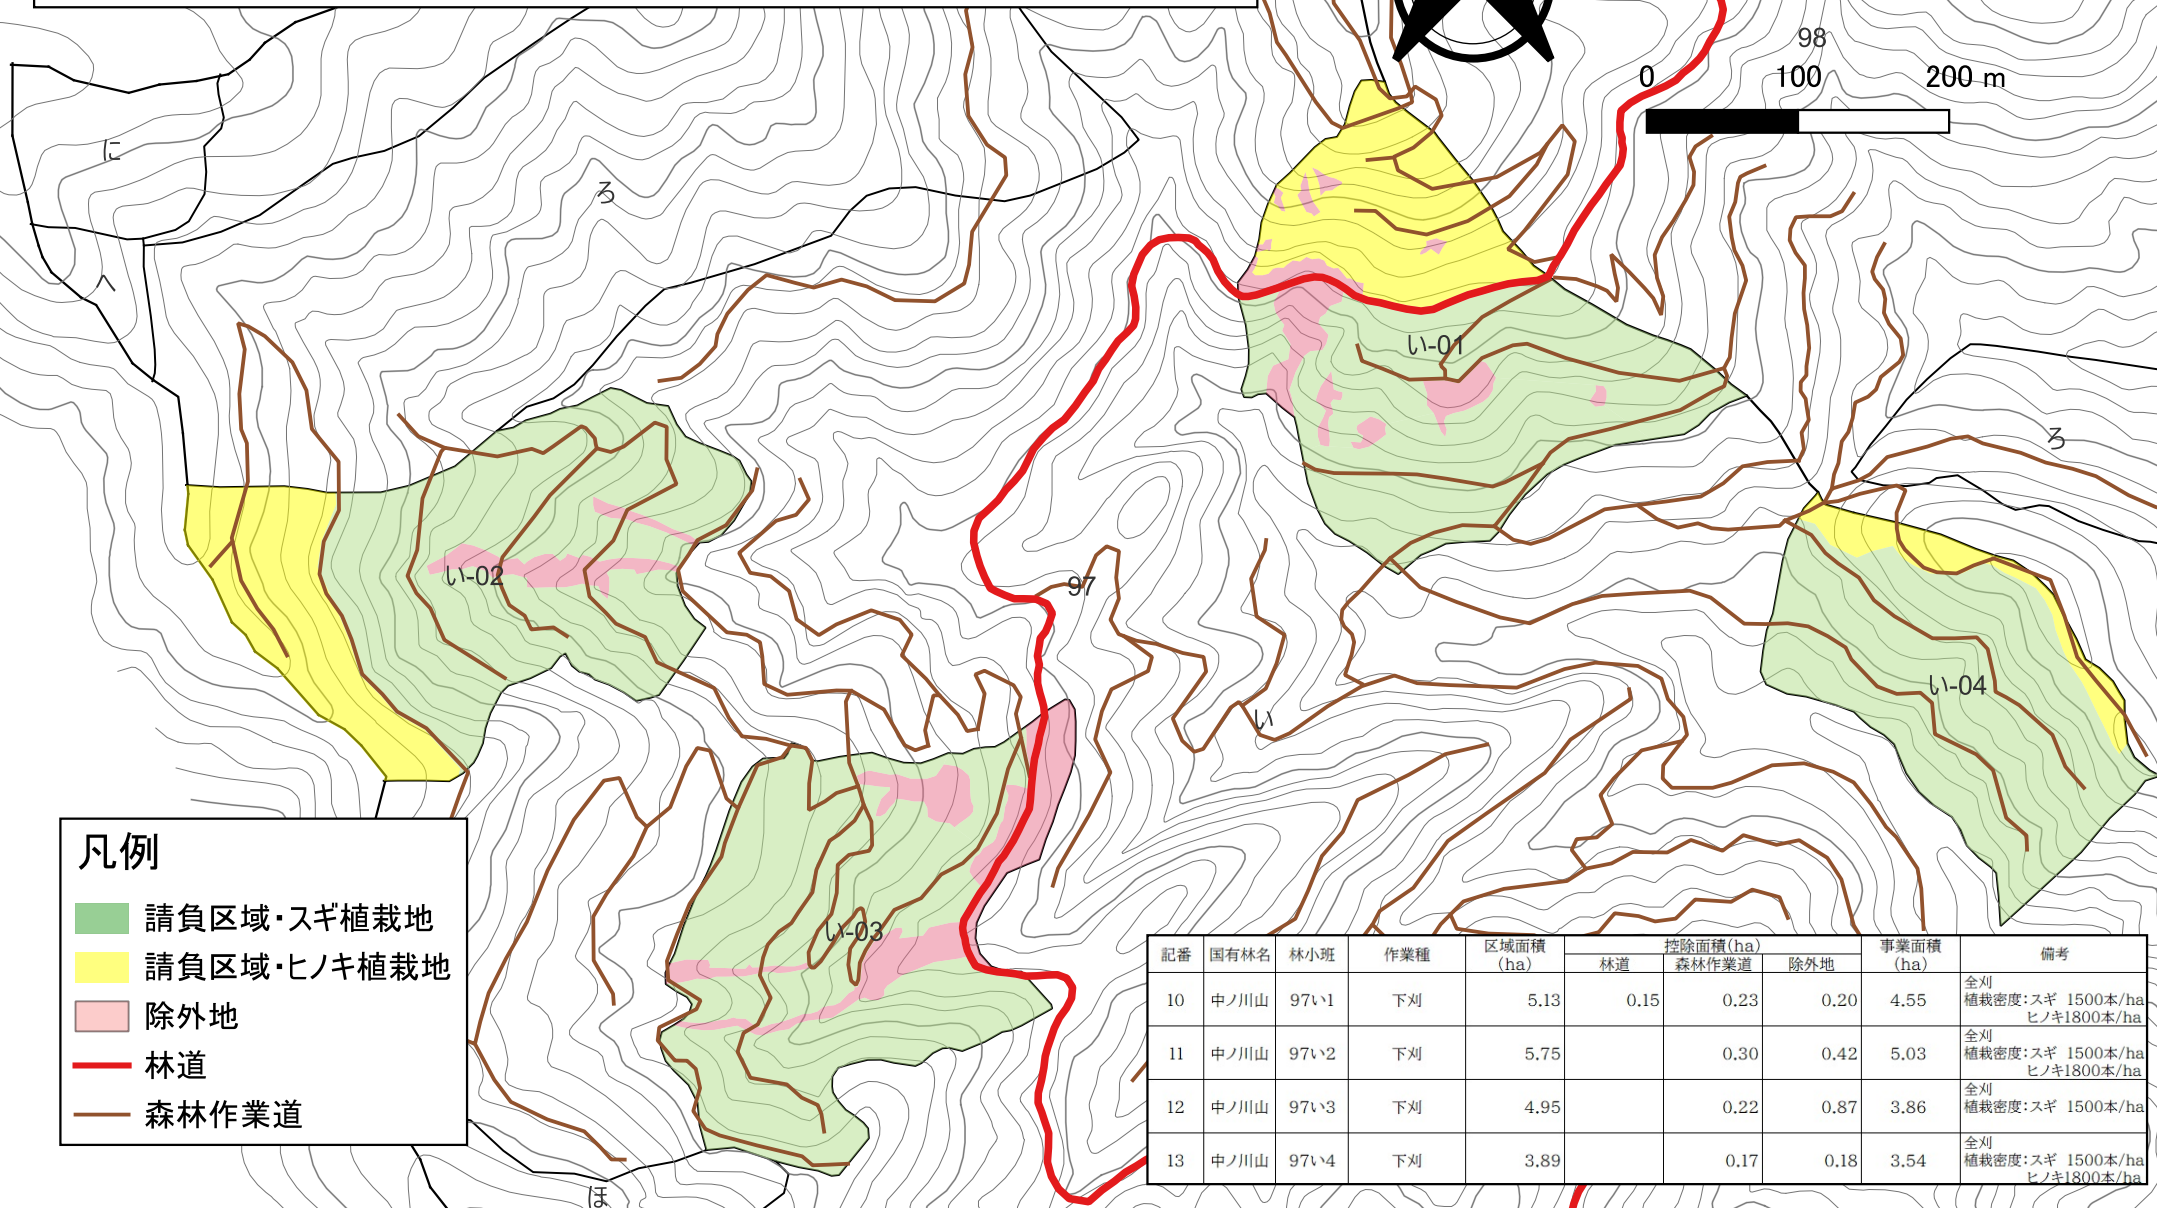 98
0 100 200 m
に
ろ
へ
い-01
ろ
い-02
97
い-04
い
い-03
凡例
請負区域・スギ植栽地
請負区域・ヒノキ植栽地
除外地
林道
森林作業道
ほ
記番 国有林名 林小班 作業種 区域面積(ha) 控除面積(ha) 事業面積(ha) 備考
林道 森林作業道 除外地
10 中ノ川山 97い1 下刈 5.13 0.15 0.23 0.20 4.55 全刈
植栽密度:スギ 1500本/ha
ヒノキ1800本/ha
11 中ノ川山 97い2 下刈 5.75 0.30 0.42 5.03 全刈
植栽密度:スギ 1500本/ha
ヒノキ1800本/ha
12 中ノ川山 97い3 下刈 4.95 0.22 0.87 3.86 全刈
植栽密度:スギ 1500本/ha
13 中ノ川山 97い4 下刈 3.89 0.17 0.18 3.54 全刈
植栽密度:スギ 1500本/ha
ヒノキ1800本/ha